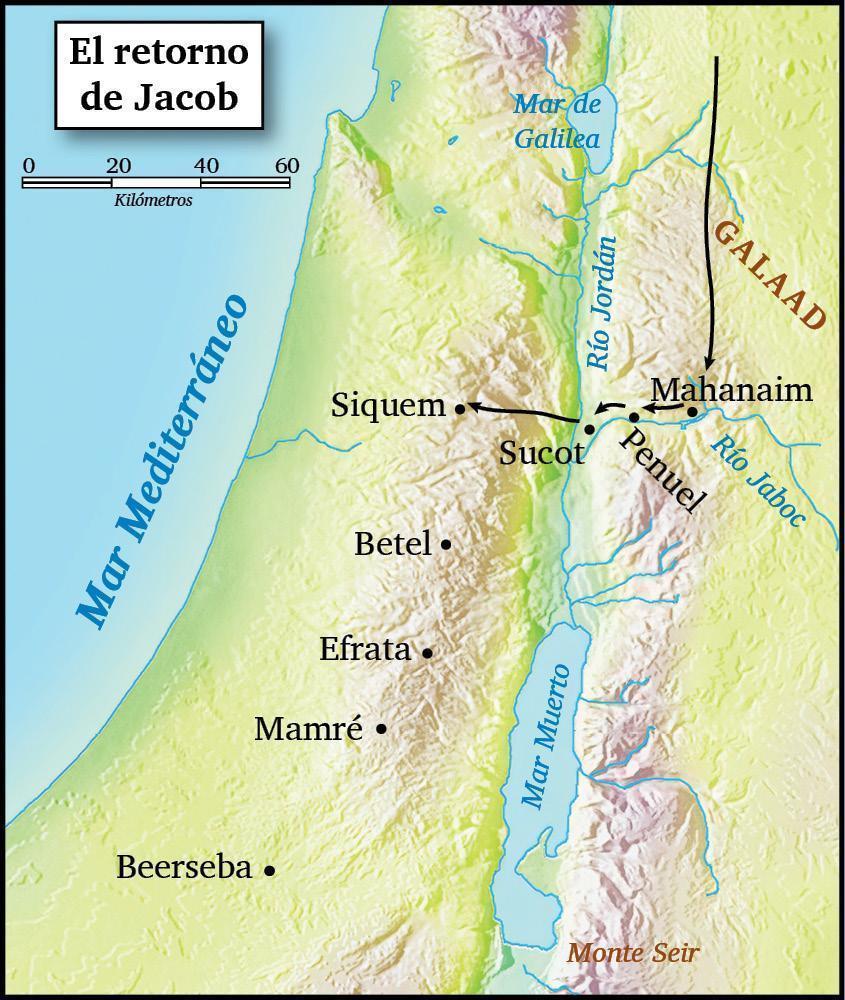 El retorno
de Jacob
0 20 40 60
Kilómetros
Mar de
Galilea
GALAAD
Río Jordán
Mar Mediterráneo
Mahanaim
Siquem
Sucot
Penuel
Río Jaboc
Betel
Efrata
Mar Muerto
Mamré
Beerseba
Monte Seir